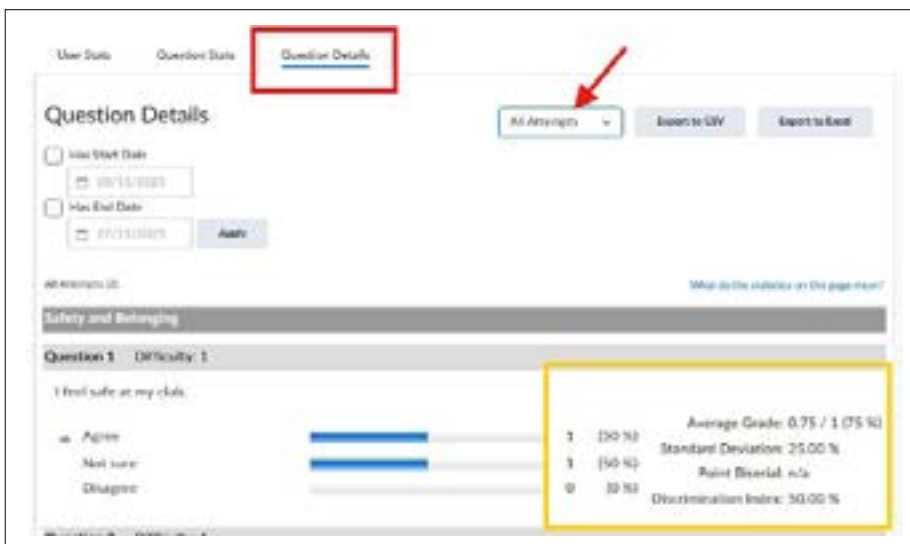 User Stats Question Stats Question Details
Question Details
All Attempts Export to CSV Export to Excel
Has Start Date
Has End Date
Apply
All Attempts
What do the statistics on this page mean?
Safety and Belonging
Question 1 Difficulty: 1
I feel safe at my club.
Agree 1 (50 %)
Not sure 1 (50 %)
Disagree 0 (0 %)
Average Grade: 0.75 / 1 (75 %)
Standard Deviation: 25.00 %
Point Biserial: n/a
Discrimination Index: 50.00 %